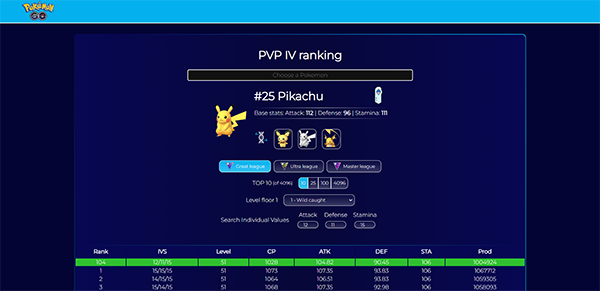 POKÉMON
GO
PVP IV ranking
Choose a Pokemon
#25 Pikachu
Base stats: Attack: 112 | Defense: 96 | Stamina: 111
Great league Ultra league Master league
TOP 10 (of 4096) 10 25 100 4096
Level floor 1 1 - Wild caught
Search Individual Values Attack Defense Stamina
12 11 15
Rank IVS Level CP ATK DEF STA Prod
104 12/11/15 51 1028 104.82 90.45 106 1004924
1 15/15/15 51 1073 107.35 93.83 106 1067712
2 15/14/15 51 1064 106.51 93.83 106 1059305
3 15/14/15 51 1068 107.35 92.98 106 1058093